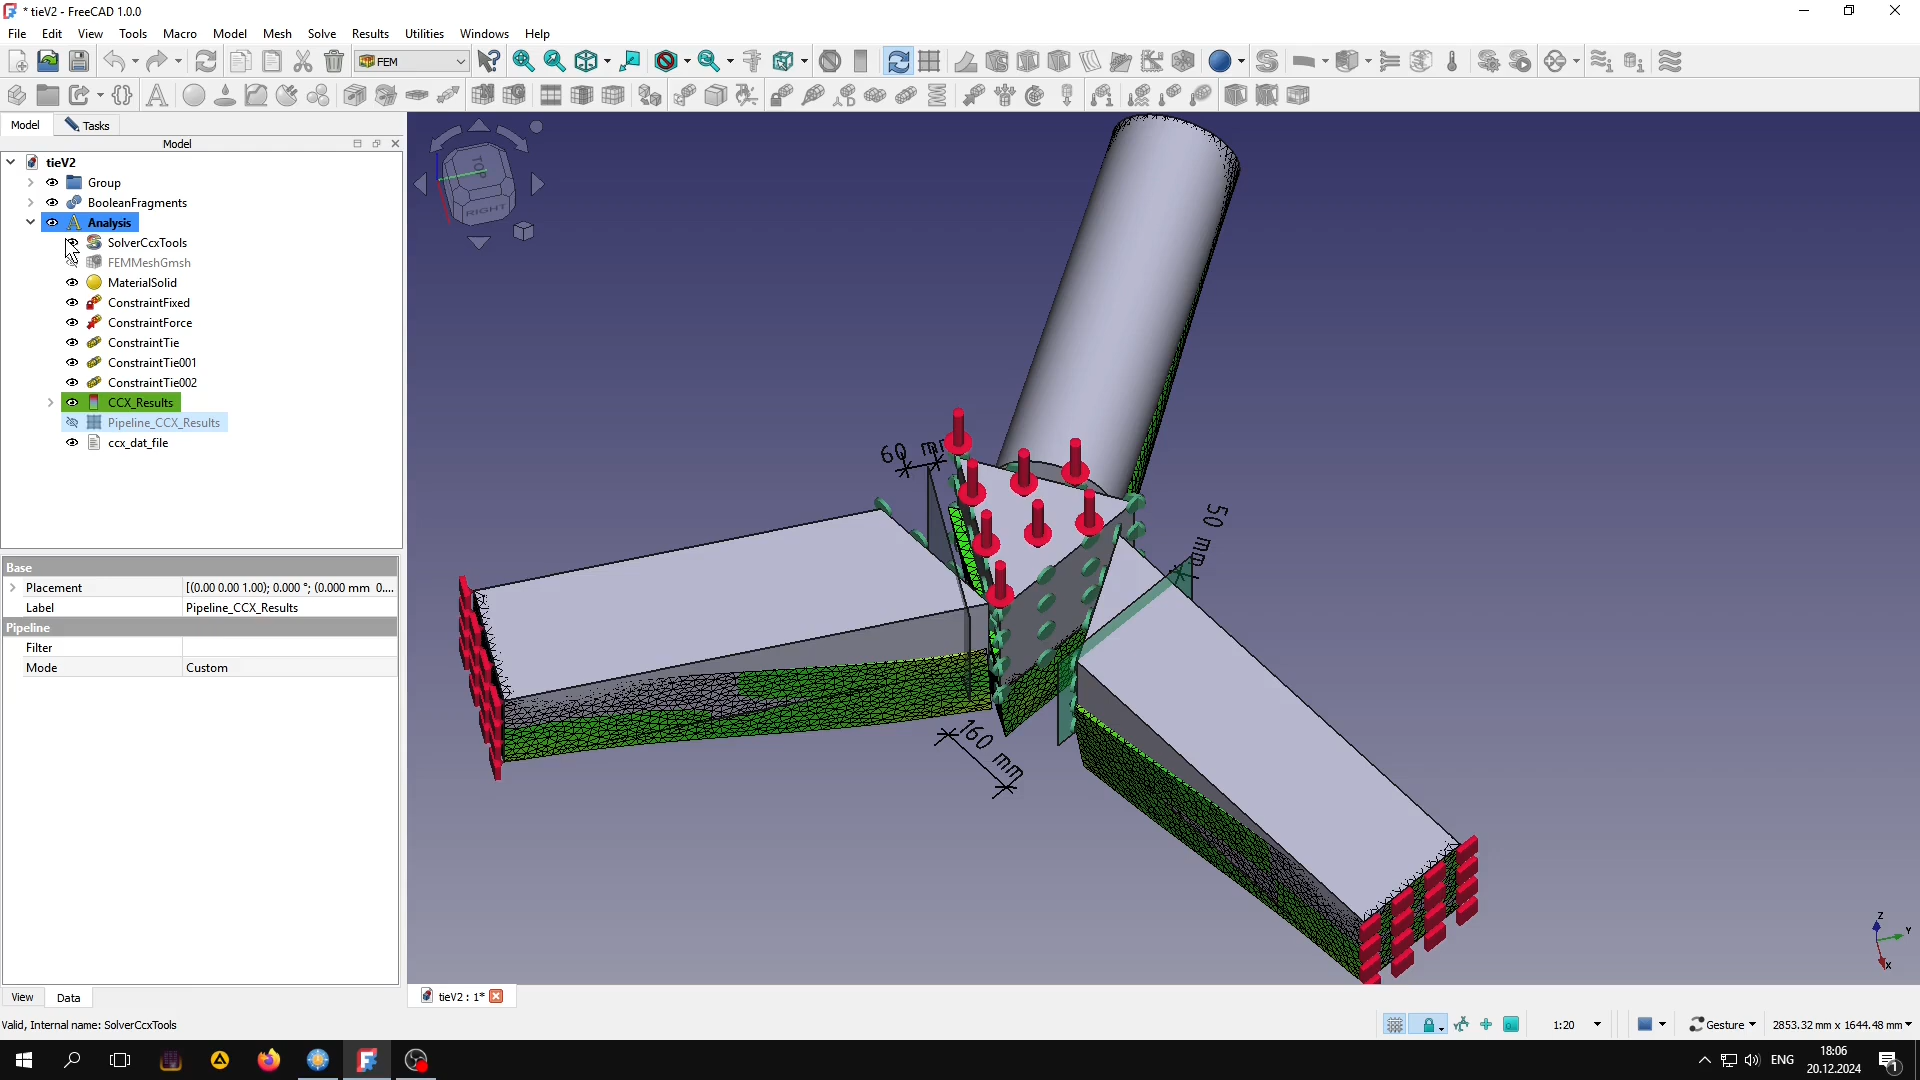 * tieV2 - FreeCAD 1.0.0
File Edit View Tools Macro Model Mesh Solve Results Utilities Windows Help
FEM
Model Tasks
Model
tieV2
Group
BooleanFragments
Analysis
SolverCcxTools
FEMMeshGmsh
MaterialSolid
ConstraintFixed
ConstraintForce
ConstraintTie
ConstraintTie001
ConstraintTie002
CCX_Results
Pipeline_CCX_Results
ccx_dat_file
TOP
RIGHT
60 mm
50 mm
160 mm
Base
Placement [(0.00 0.00 1.00); 0.000 °; (0.000 mm 0....
Label Pipeline_CCX_Results
Pipeline
Filter
Mode Custom
Z
Y
X
View Data
tieV2 : 1*
Valid, Internal name: SolverCcxTools
1:20
Gesture
2853.32 mm x 1644.48 mm
ENG
18:06
20.12.2024
1